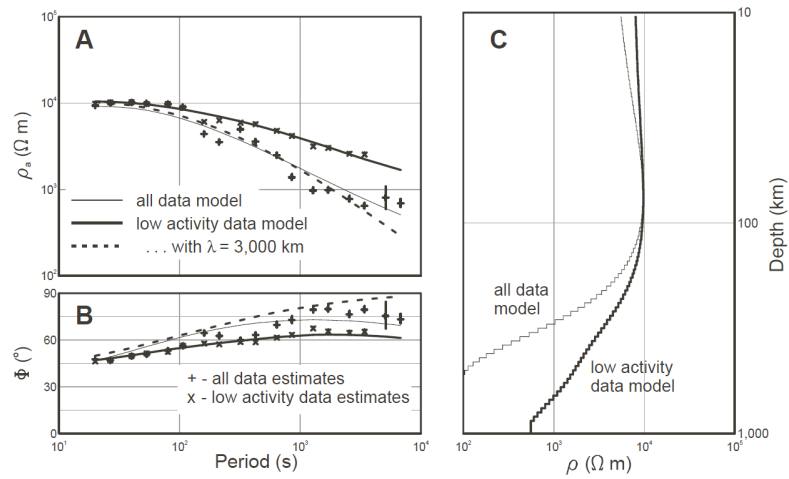 A
10⁵
10⁴
10³
10²
ρa (Ω m)
all data model
low activity data model
. . . with λ = 3,000 km
B
90
60
30
0
Φ (°)
+ - all data estimates
x - low activity data estimates
10¹
10²
10³
10⁴
Period (s)
C
10
100
1,000
Depth (km)
all data
model
low activity
data model
10²
10³
10⁴
10⁵
ρ (Ω m)